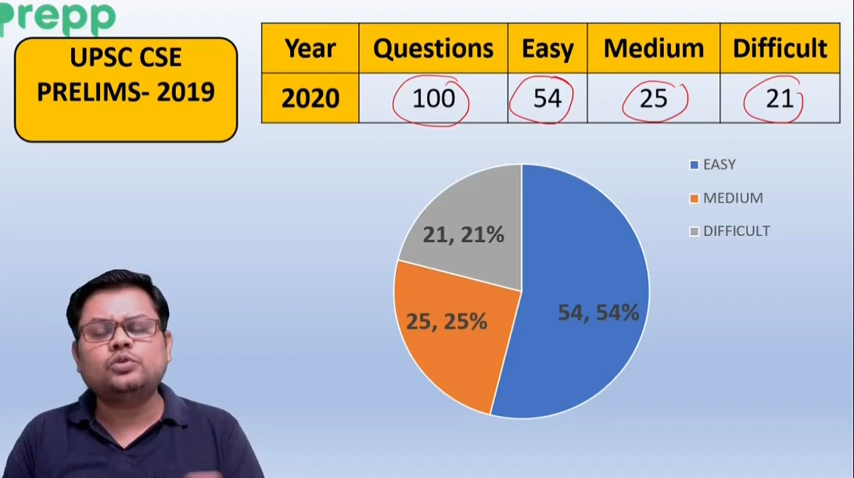 Prepp
UPSC CSE
PRELIMS- 2019
Year Questions Easy Medium Difficult
2020 100 54 25 21
EASY
MEDIUM
DIFFICULT
21, 21%
25, 25%
54, 54%